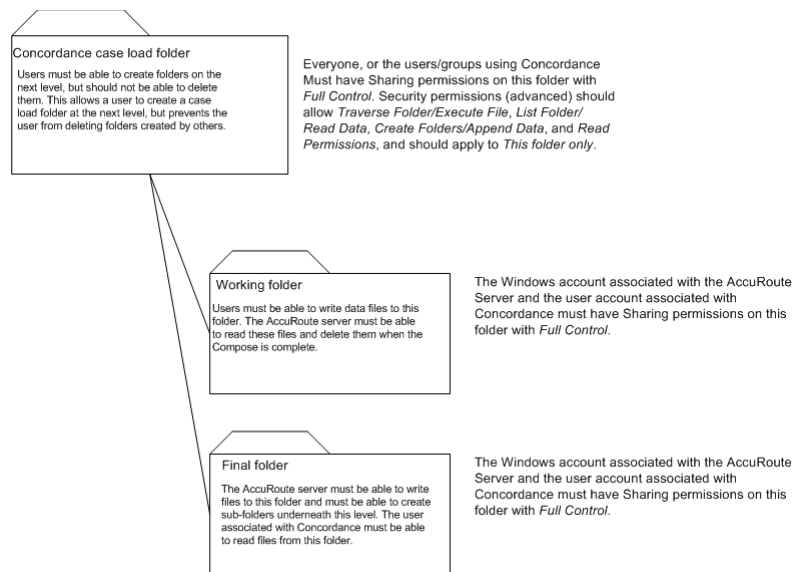 Concordance case load folder
Users must be able to create folders on the
next level, but should not be able to delete
them. This allows a user to create a case
load folder at the next level, but prevents the
user from deleting folders created by others.
Everyone, or the users/groups using Concordance
Must have Sharing permissions on this folder with
Full Control. Security permissions (advanced) should
allow Traverse Folder/Execute File, List Folder/
Read Data, Create Folders/Append Data, and Read
Permissions, and should apply to This folder only.
Working folder
Users must be able to write data files to this
folder. The AccuRoute server must be able
to read these files and delete them when the
Compose is complete.
The Windows account associated with the AccuRoute
Server and the user account associated with
Concordance must have Sharing permissions on this
folder with Full Control.
Final folder
The AccuRoute server must be able to write
files to this folder and must be able to create
sub-folders underneath this level. The user
associated with Concordance must be able
to read files from this folder.
The Windows account associated with the AccuRoute
Server and the user account associated with
Concordance must have Sharing permissions on this
folder with Full Control.